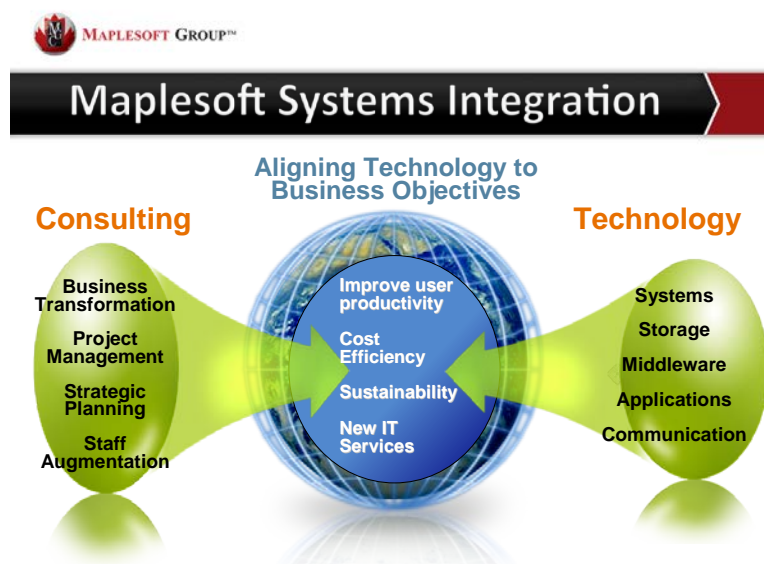 MGC
MAPLESOFT GROUP™
Maplesoft Systems Integration
Aligning Technology to
Business Objectives
Consulting
Business
Transformation
Project
Management
Strategic
Planning
Staff
Augmentation
Improve user
productivity
Cost
Efficiency
Sustainability
New IT
Services
Technology
Systems
Storage
Middleware
Applications
Communication